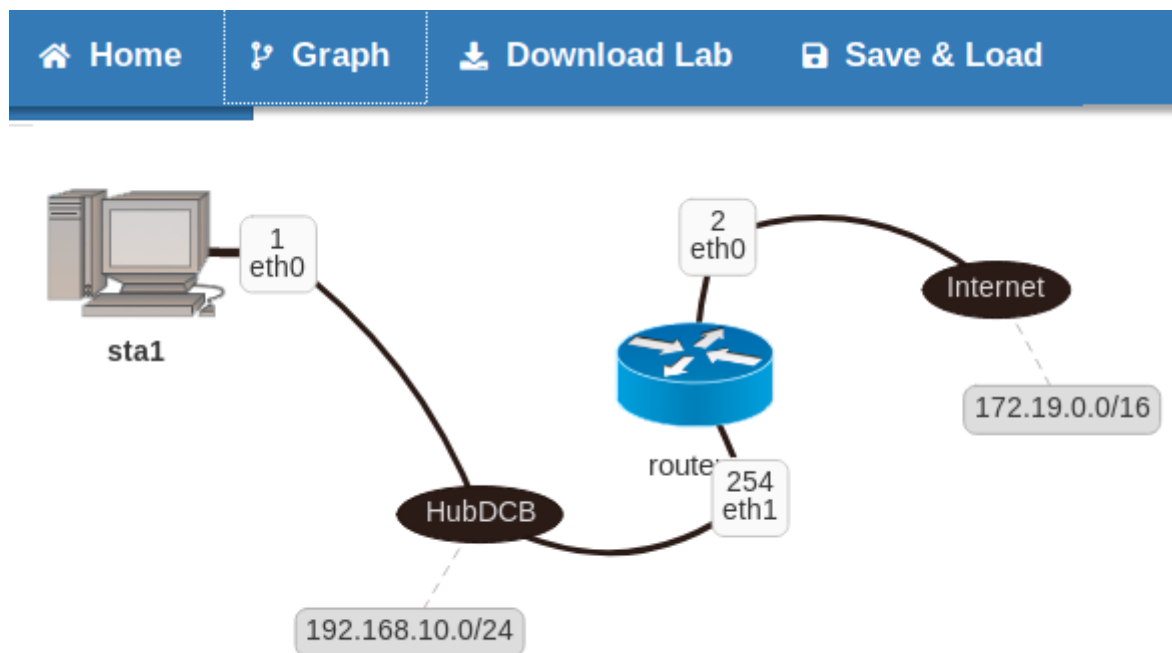 Home
Graph
Download Lab
Save & Load
1
eth0
sta1
2
eth0
Internet
172.19.0.0/16
route
254
eth1
HubDCB
192.168.10.0/24